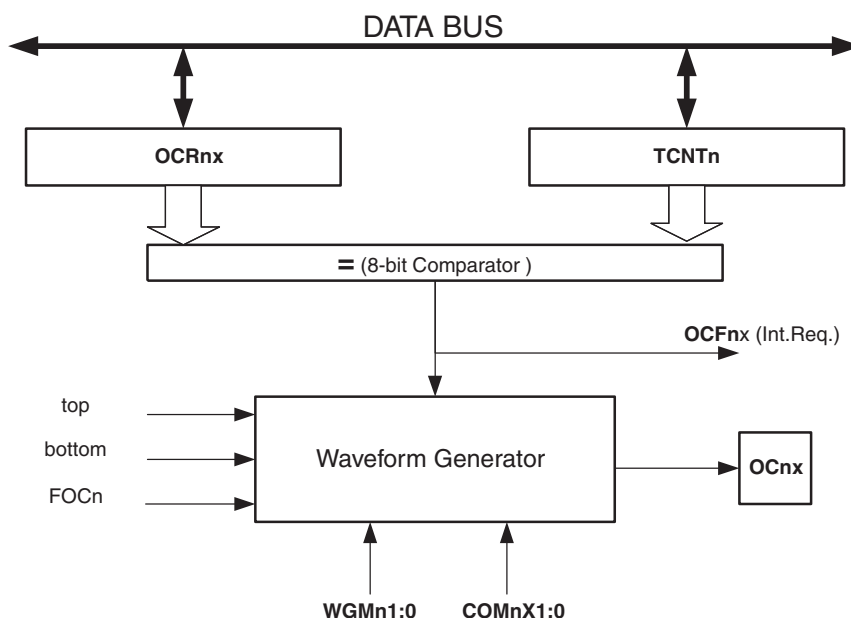 DATA BUS
OCRnx
TCNTn
= (8-bit Comparator )
OCFnx (Int.Req.)
top
bottom
FOCn
Waveform Generator
OCnx
WGMn1:0
COMnX1:0